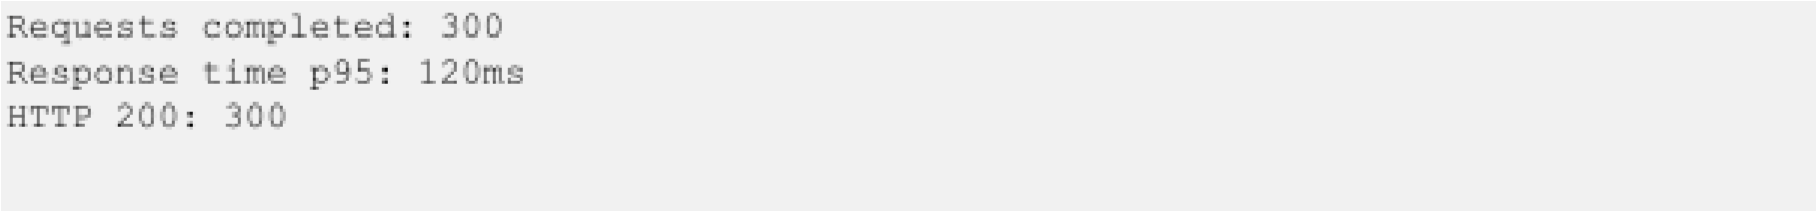 Requests completed: 300
Response time p95: 120ms
HTTP 200: 300